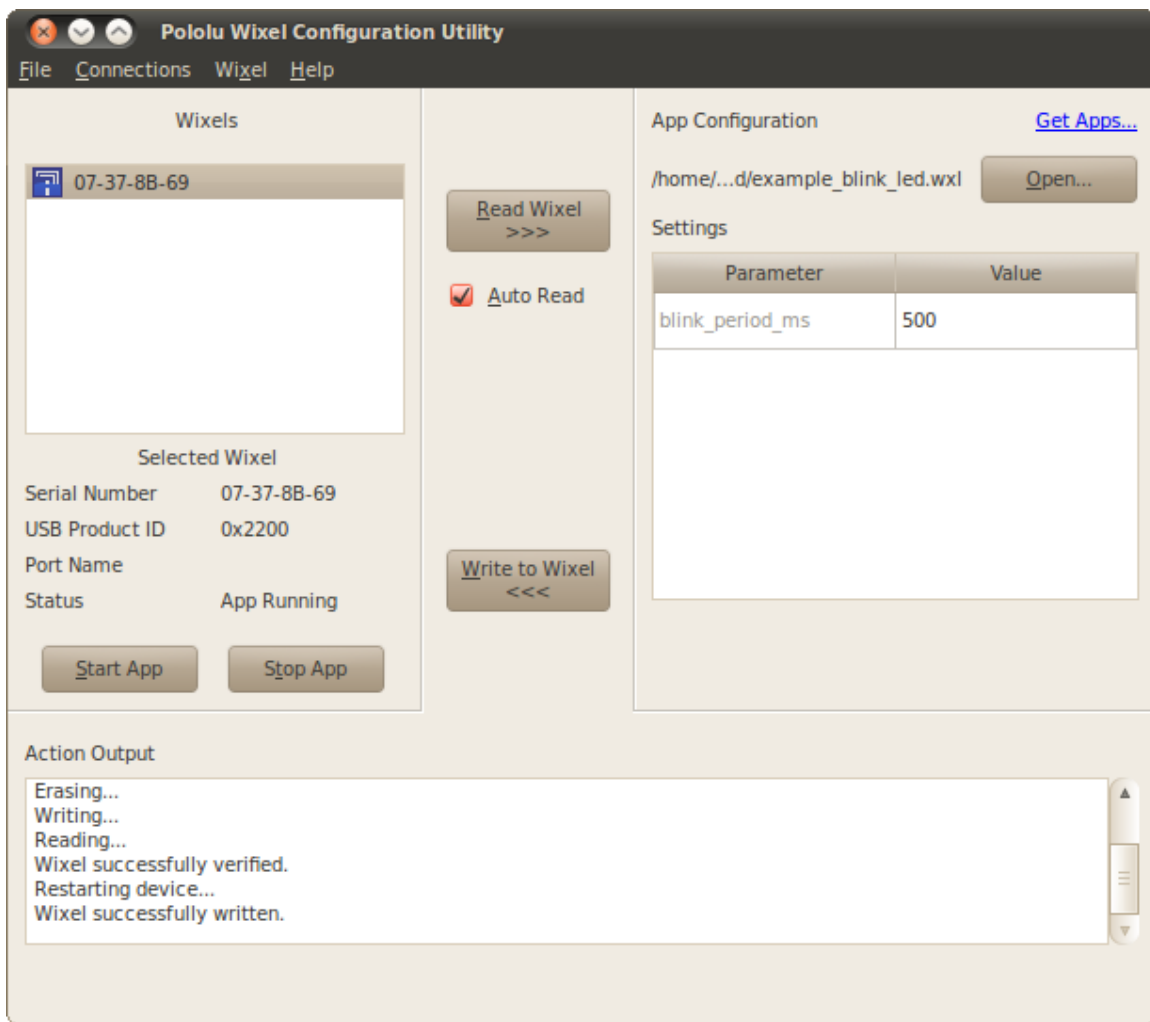 Pololu Wixel Configuration Utility
File Connections Wixel Help
Wixels
07-37-8B-69
Selected Wixel
Serial Number 07-37-8B-69
USB Product ID 0x2200
Port Name
Status App Running
Start App Stop App
Read Wixel
>>>
Auto Read
Write to Wixel
<<<
App Configuration Get Apps...
/home/...d/example_blink_led.wxl Open...
Settings
Parameter Value
blink_period_ms 500
Action Output
Erasing...
Writing...
Reading...
Wixel successfully verified.
Restarting device...
Wixel successfully written.